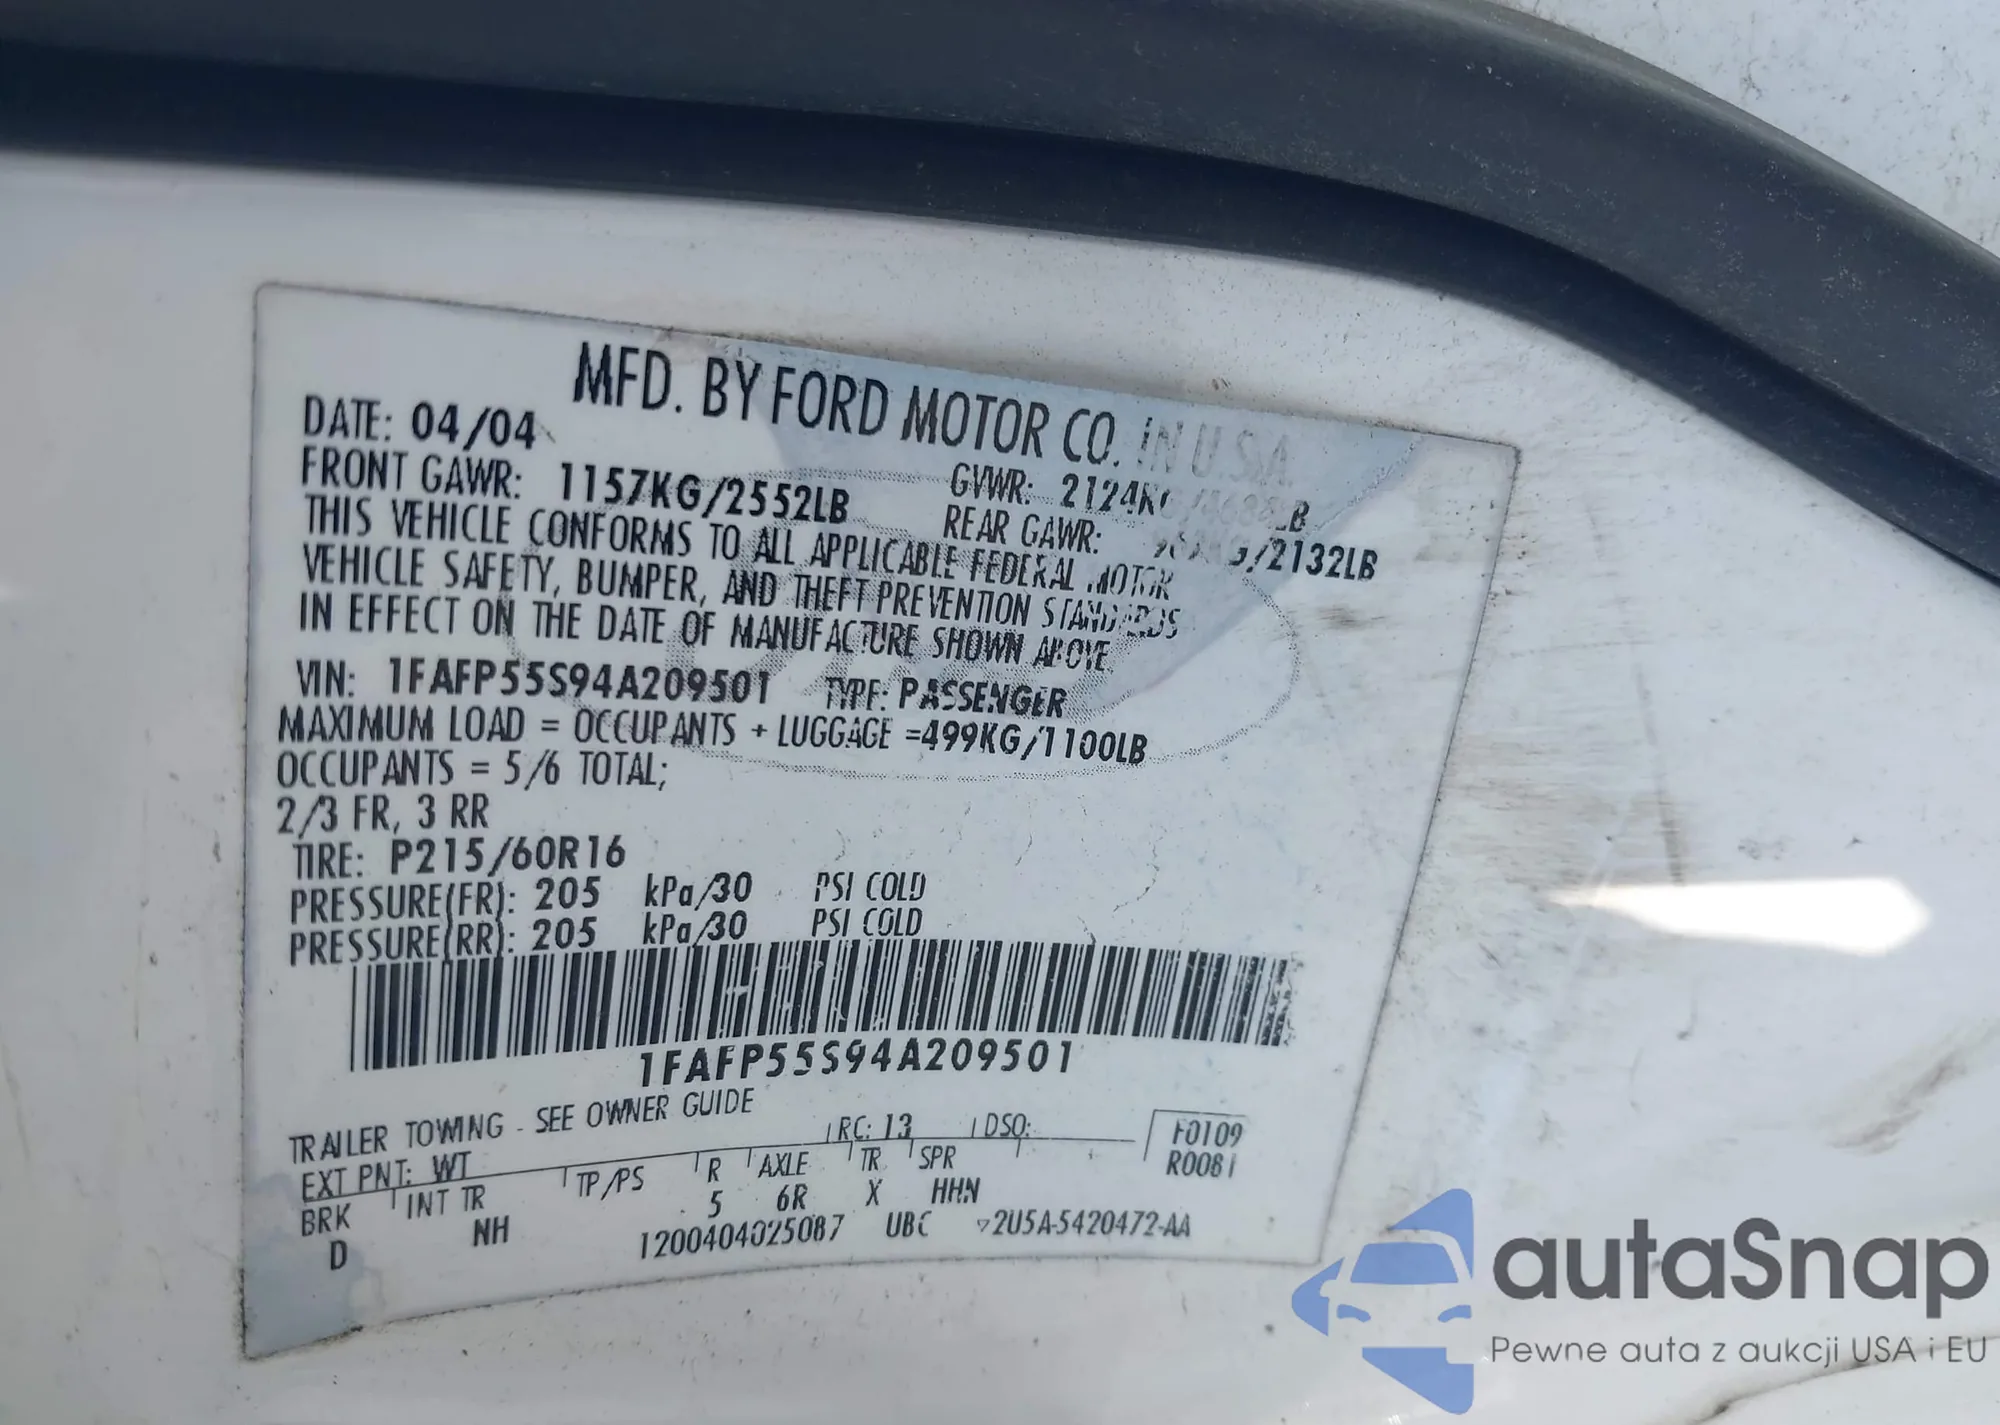 MFD. BY FORD MOTOR CO. IN U.S.A.
DATE: 04/04 GVWR: 2124KG/4684LB
FRONT GAWR: 1157KG/2552LB REAR GAWR: /2132LB
THIS VEHICLE CONFORMS TO ALL APPLICABLE FEDERAL MOTOR
VEHICLE SAFETY, BUMPER, AND THEFT PREVENTION STANDARDS
IN EFFECT ON THE DATE OF MANUFACTURE SHOWN ABOVE
VIN: 1FAFP55S94A209501 TYPE: PASSENGER
MAXIMUM LOAD = OCCUPANTS + LUGGAGE =499KG/1100LB
OCCUPANTS = 5/6 TOTAL;
2/3 FR, 3 RR
TIRE: P215/60R16
PRESSURE(FR): 205 kPa/30 PSI COLD
PRESSURE(RR): 205 kPa/30 PSI COLD
1FAFP55S94A209501
TRAILER TOWING - SEE OWNER GUIDE
EXT PNT: WT RC: 13 DSO: F0109
R0081
BRK INT TR TP/PS R AXLE TR SPR
D NH 5 6R X HHN
1200404025087 UBC 2U5A-5420472-AA
autaSnap
Pewne auta z aukcji USA i EU